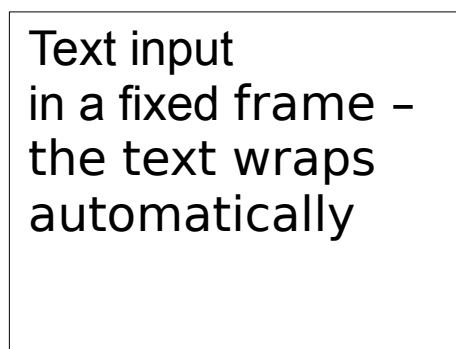 Text input
in a fixed frame –
the text wraps
automatically